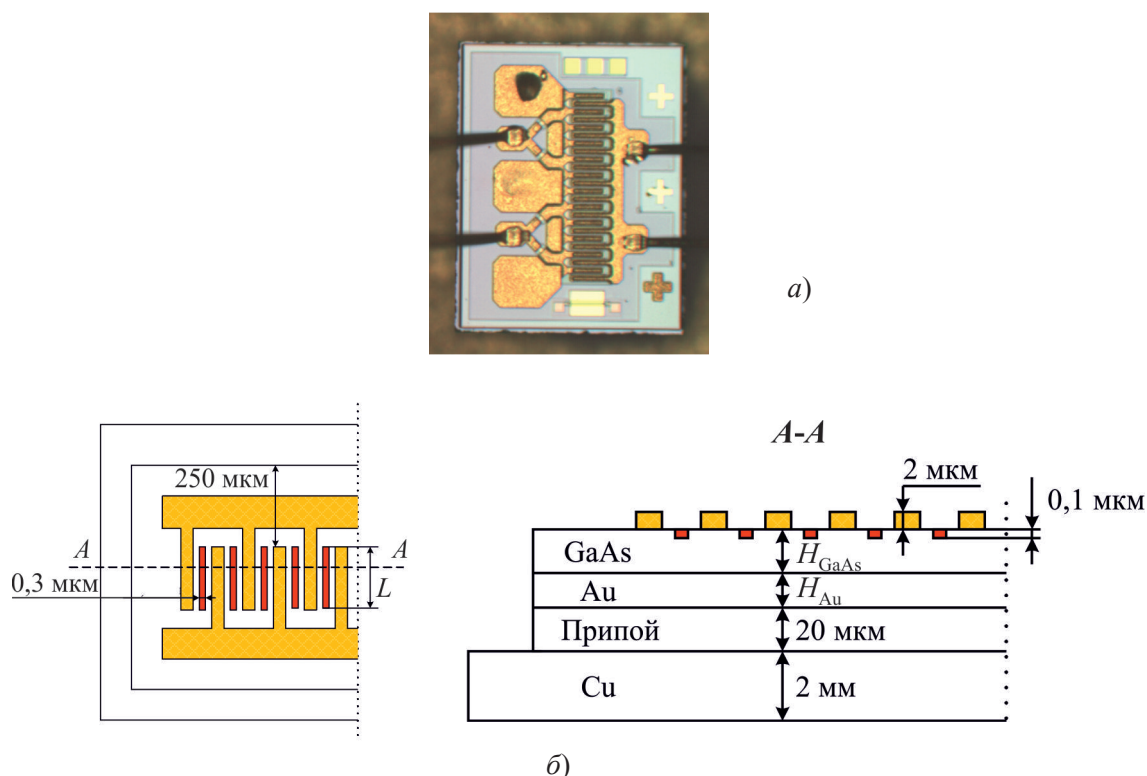 а)
А-А
250 мкм
2 мкм
0,1 мкм
А
А
0,3 мкм
L
GaAs
H_GaAs
Au
H_Au
Припой
20 мкм
Cu
2 мм
б)